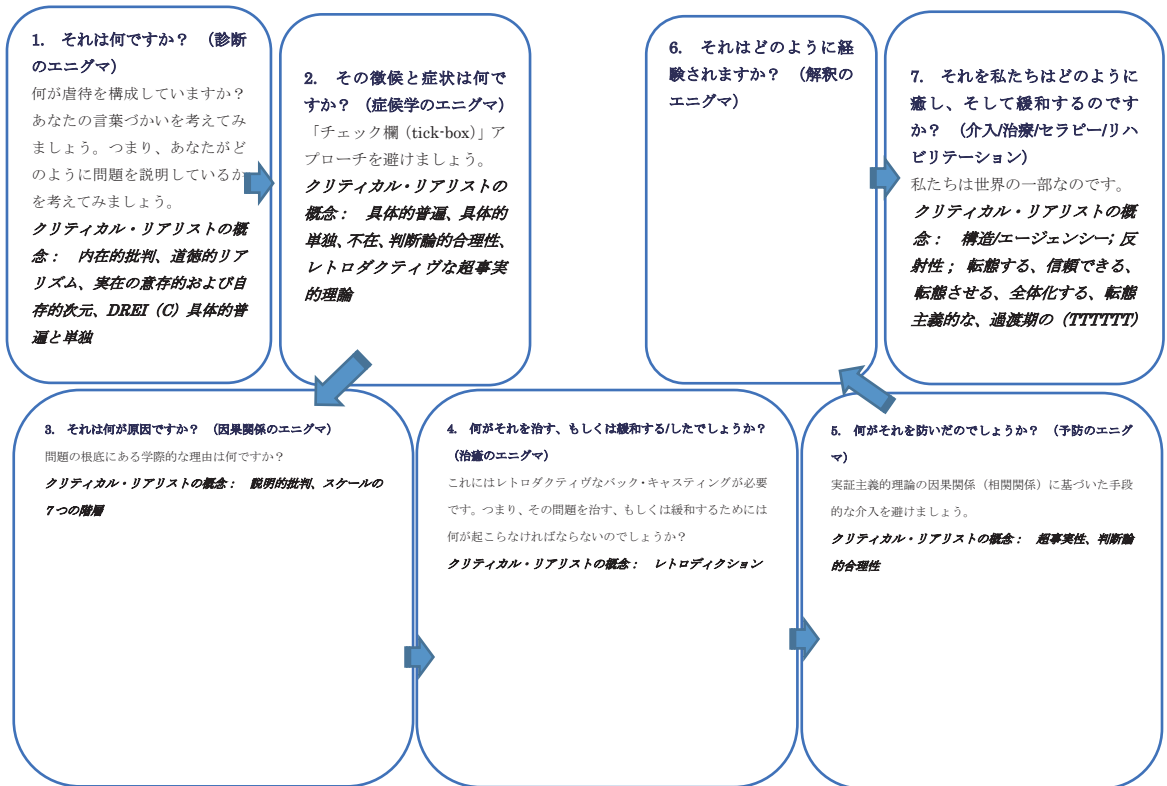 1.　それは何ですか？　（診断
のエニグマ）
何が虐待を構成していますか？
あなたの言葉づかいを考えてみ
ましょう。つまり、あなたがど
のように問題を説明しているか
を考えてみましょう。
クリティカル・リアリストの概
念：　内在的批判、道徳的リア
リズム、実在の意存的および自
存的次元、DREI（C）具体的普
遍と単独
2.　その徴候と症状は何で
すか？（症候学のエニグマ）
「チェック欄（tick-box）」ア
プローチを避けましょう。
クリティカル・リアリストの
概念：　具体的普遍、具体的
単独、不在、判断論的合理性、
レトロダクティヴな超事実
的理論
3.　それは何が原因ですか？　（因果関係のエニグマ）
問題の根底にある学際的な理由は何ですか？
クリティカル・リアリストの概念：　説明的批判、スケールの
7つの階層
4.　何がそれを治す、もしくは緩和する/したでしょうか？
（治癒のエニグマ）
これにはレトロダクティヴなバック・キャスティングが必要
です。つまり、その問題を治す、もしくは緩和するためには
何が起こらなければならないのでしょうか？
クリティカル・リアリストの概念：　レトロディクション
5.　何がそれを防いだのでしょうか？　（予防のエニグ
マ）
実証主義的理論の因果関係（相関関係）に基づいた手段
的な介入を避けましょう。
クリティカル・リアリストの概念：　超事実性、判断論
的合理性
6.　それはどのように経
験されますか？　（解釈の
エニグマ）
7.　それを私たちはどのように
癒し、そして緩和するのです
か？　（介入/治療/セラピー/リハ
ビリテーション）
私たちは世界の一部なのです。
クリティカル・リアリストの概
念：　構造/エージェンシー; 反
射性； 転態する、信頼できる、
転態させる、全体化する、転態
主義的な、過渡期の（TTTTTT）